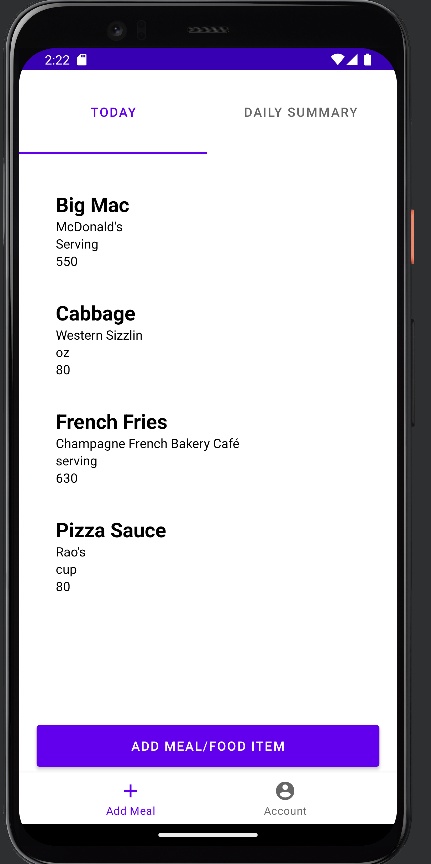 2:22
TODAY
DAILY SUMMARY
Big Mac
McDonald's
Serving
550
Cabbage
Western Sizzlin
oz
80
French Fries
Champagne French Bakery Café
serving
630
Pizza Sauce
Rao's
cup
80
ADD MEAL/FOOD ITEM
Add Meal
Account